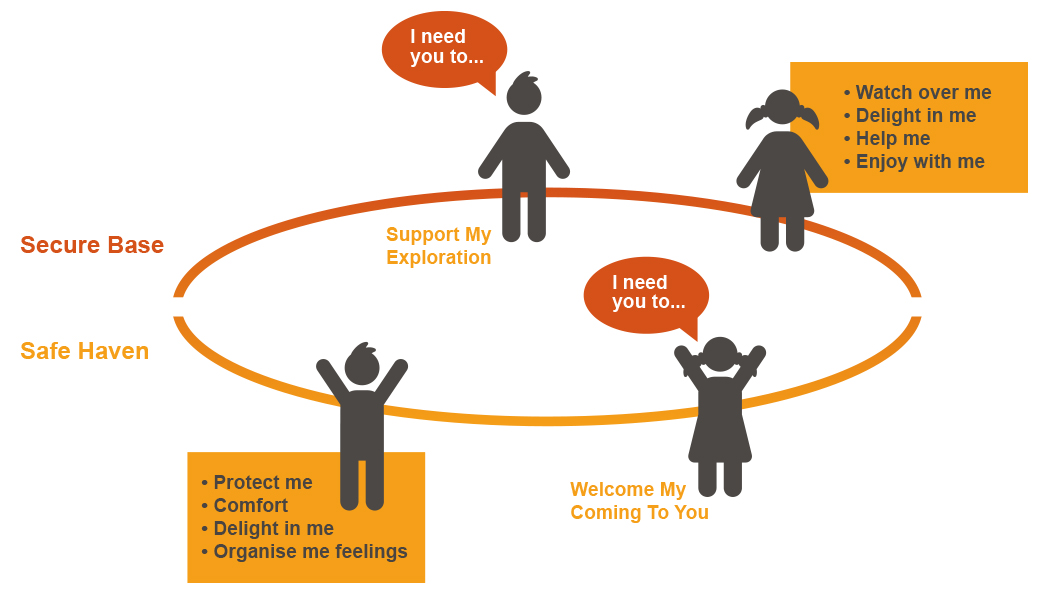 I need
you to...
• Watch over me
• Delight in me
• Help me
• Enjoy with me
Secure Base
Support My
Exploration
I need
you to...
Safe Haven
• Protect me
• Comfort
• Delight in me
• Organise me feelings
Welcome My
Coming To You